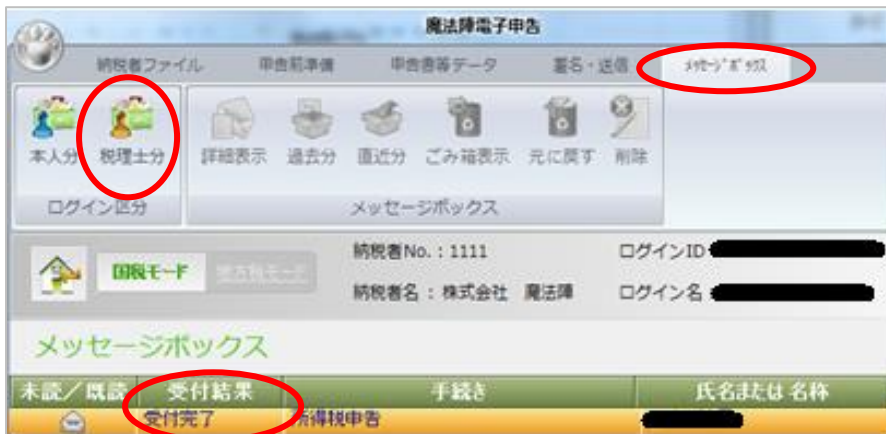 魔法陣電子申告
納税者ファイル 申告前準備 申告書等データ 署名・送信 メッセージボックス
本人分 税理士分 詳細表示 過去分 直近分 ごみ箱表示 元に戻す 削除
ログイン区分 メッセージボックス
納税者No. : 1111 ログインID
国税モード 地方税モード
納税者名 : 株式会社 魔法陣 ログイン名
メッセージボックス
未読/既読 受付結果 手続き 氏名または名称
受付完了 所得税申告